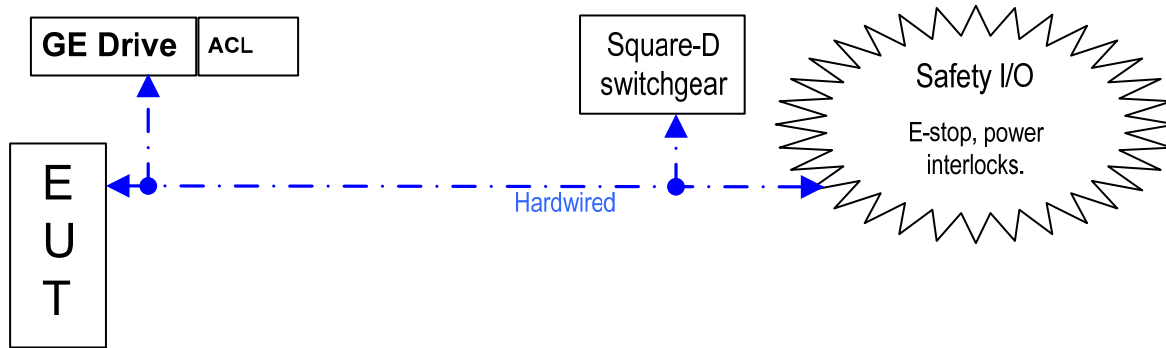 GE Drive ACL
Square-D
switchgear
Safety I/O
E-stop, power
interlocks.
Hardwired
E
U
T